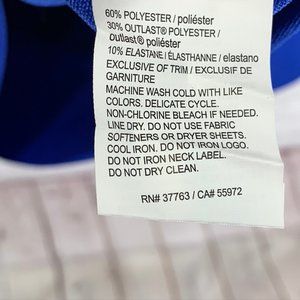 60% POLYESTER / poliéster
30% OUTLAST® POLYESTER /
outlast® poliéster
10% ELASTANE / ÉLASTHANNE / elastano
EXCLUSIVE OF TRIM / EXCLUSIF DE
GARNITURE
MACHINE WASH COLD WITH LIKE
COLORS. DELICATE CYCLE.
NON-CHLORINE BLEACH IF NEEDED.
LINE DRY. DO NOT USE FABRIC
SOFTENERS OR DRYER SHEETS.
COOL IRON. DO NOT IRON LOGO.
DO NOT IRON NECK LABEL.
DO NOT DRY CLEAN.
RN# 37763 / CA# 55972